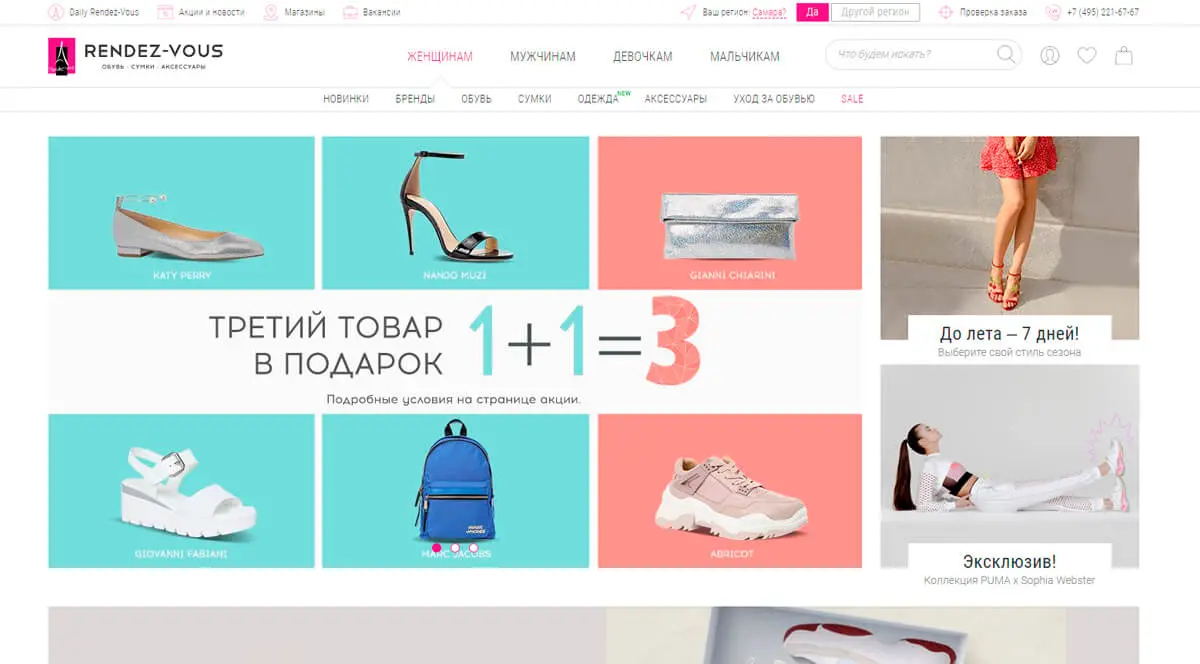 Daily Rendez-Vous
Акции и новости
Магазины
Вакансии
Ваш регион: Самара?
Да
Другой регион
Проверка заказа
+7 (495) 221-67-67
RENDEZ-VOUS
ОБУВЬ · СУМКИ · АКСЕССУАРЫ
ЖЕНЩИНАМ
МУЖЧИНАМ
ДЕВОЧКАМ
МАЛЬЧИКАМ
Что будем искать?
НОВИНКИ
БРЕНДЫ
ОБУВЬ
СУМКИ
ОДЕЖДА NEW
АКСЕССУАРЫ
УХОД ЗА ОБУВЬЮ
SALE
KATY PERRY
NANDO MUZI
GIANNI CHIARINI
ТРЕТИЙ ТОВАР
В ПОДАРОК
1+1=3
Подробные условия на странице акции.
GIOVANNI FABIANI
MARC JACOBS
ABRICOT
До лета – 7 дней!
Выберите свой стиль сезона
Эксклюзив!
Коллекция PUMA x Sophia Webster